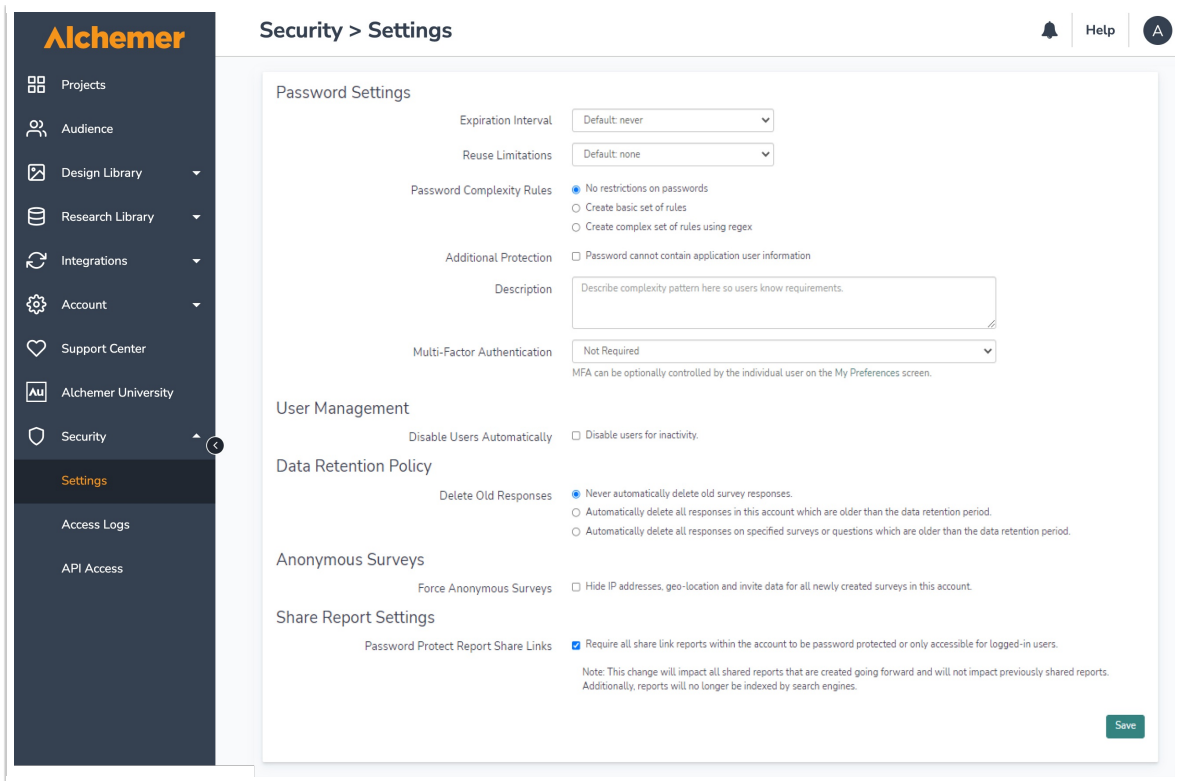 Alchemer
Security > Settings
Help
A
Projects
Audience
Design Library
Research Library
Integrations
Account
Support Center
Au
Alchemer University
Security
Settings
Access Logs
API Access
Password Settings
Expiration Interval
Default: never
Reuse Limitations
Default: none
Password Complexity Rules
No restrictions on passwords
Create basic set of rules
Create complex set of rules using regex
Additional Protection
Password cannot contain application user information
Description
Describe complexity pattern here so users know requirements.
Multi-Factor Authentication
Not Required
MFA can be optionally controlled by the individual user on the My Preferences screen.
User Management
Disable Users Automatically
Disable users for inactivity.
Data Retention Policy
Delete Old Responses
Never automatically delete old survey responses.
Automatically delete all responses in this account which are older than the data retention period.
Automatically delete all responses on specified surveys or questions which are older than the data retention period.
Anonymous Surveys
Force Anonymous Surveys
Hide IP addresses, geo-location and invite data for all newly created surveys in this account.
Share Report Settings
Password Protect Report Share Links
Require all share link reports within the account to be password protected or only accessible for logged-in users.
Note: This change will impact all shared reports that are created going forward and will not impact previously shared reports.
Additionally, reports will no longer be indexed by search engines.
Save